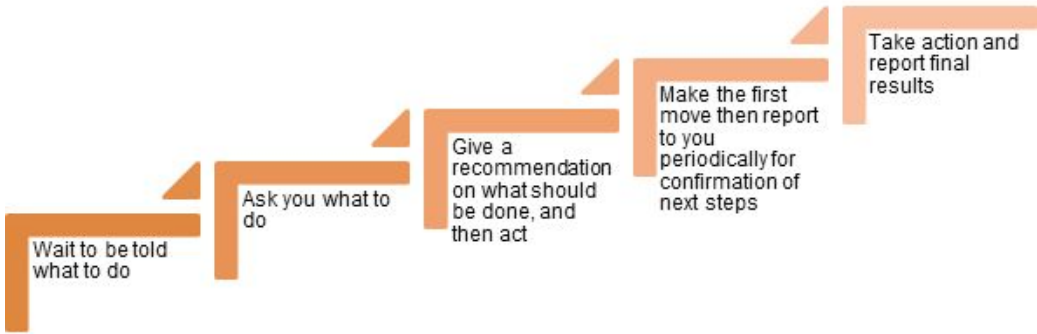 Wait to be told
what to do
Ask you what to
do
Give a
recommendation
on what should
be done, and
then act
Make the first
move then report
to you
periodically for
confirmation of
next steps
Take action and
report final
results